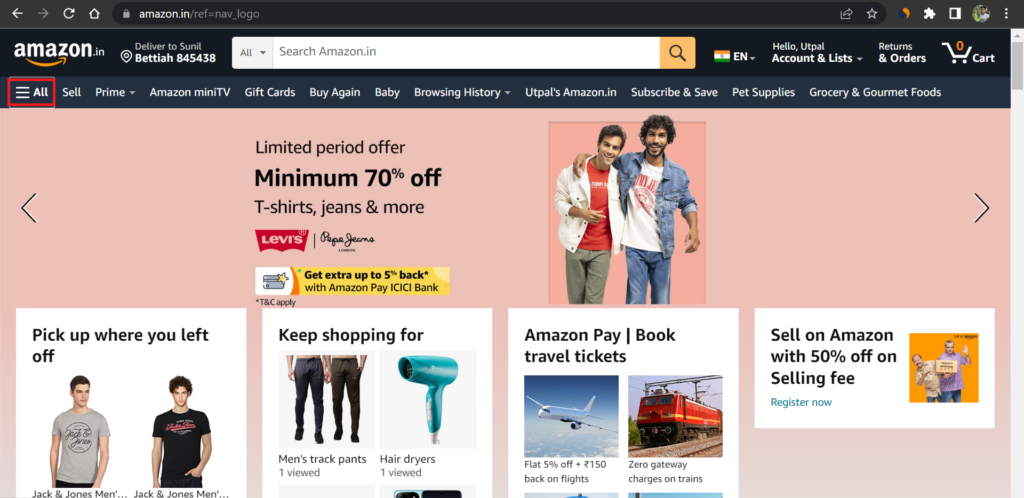 amazon.in/ref=nav_logo
amazon.in
Deliver to Sunil
Bettiah 845438
All
Search Amazon.in
EN
Hello, Utpal
Account & Lists
Returns
& Orders
0
Cart
All
Sell
Prime
Amazon miniTV
Gift Cards
Buy Again
Baby
Browsing History
Utpal's Amazon.in
Subscribe & Save
Pet Supplies
Grocery & Gourmet Foods
Limited period offer
Minimum 70% off
T-shirts, jeans & more
LEVI'S | Pepe Jeans
LONDON
Get extra up to 5% back*
with Amazon Pay ICICI Bank
*T&C apply
Pick up where you left
off
Jack & Jones Men'...
Jack & Jones Men'...
Keep shopping for
Men's track pants
1 viewed
Hair dryers
1 viewed
Amazon Pay | Book
travel tickets
Flat 5% off + ₹150
back on flights
Zero gateway
charges on trains
Sell on Amazon
with 50% off on
Selling fee
Register now